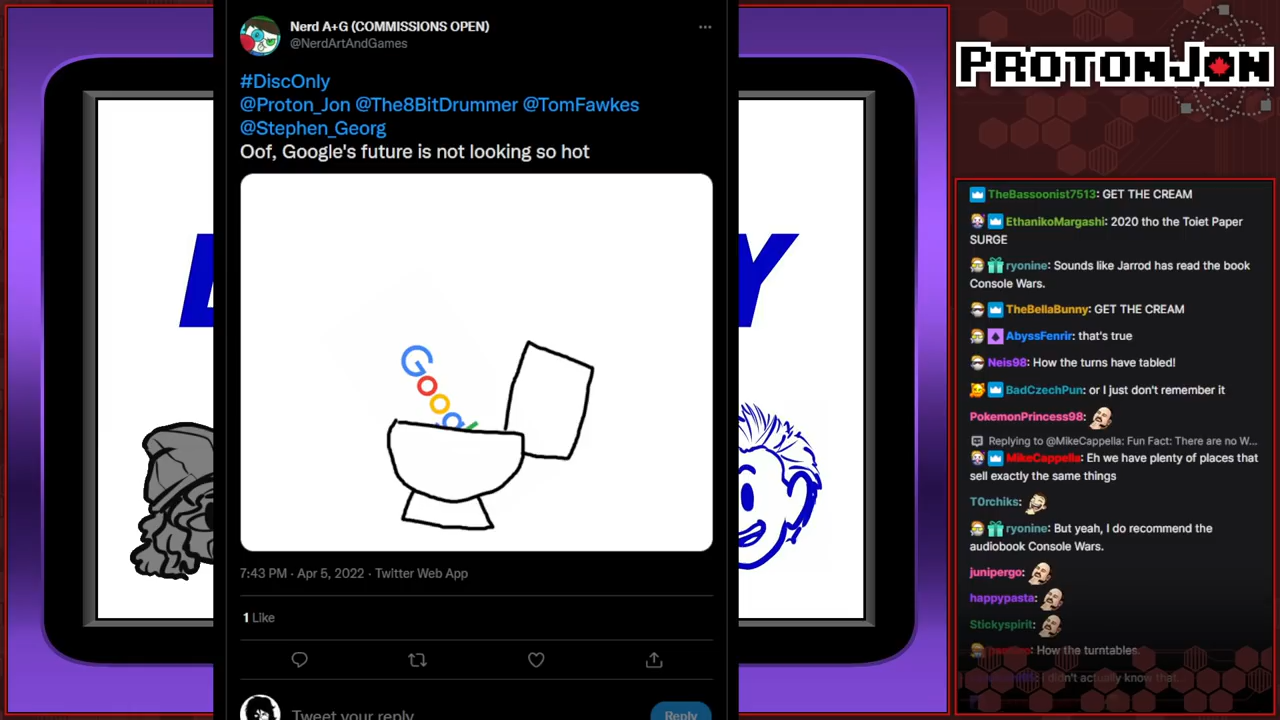 Nerd A+G (COMMISSIONS OPEN)
@NerdArtAndGames
#DiscOnly
@Proton_Jon @The8BitDrummer @TomFawkes
@Stephen_Georg
Oof, Google's future is not looking so hot
Google
7:43 PM · Apr 5, 2022 · Twitter Web App
1 Like
Tweet your reply
Reply
Y
PROTONJON
TheBassoonist7513: GET THE CREAM
EthanikoMargashi: 2020 tho the Toiet Paper
SURGE
ryonine: Sounds like Jarrod has read the book
Console Wars.
TheBellaBunny: GET THE CREAM
AbyssFenrir: that's true
Neis98: How the turns have tabled!
BadCzechPun: or I just don't remember it
PokemonPrincess98:
Replying to @MikeCappella: Fun Fact: There are no W...
MikeCappella: Eh we have plenty of places that
sell exactly the same things
T0rchiks:
ryonine: But yeah, I do recommend the
audiobook Console Wars.
junipergo:
happypasta:
Stickyspirit:
How the turntables.
I didn't actually know that.